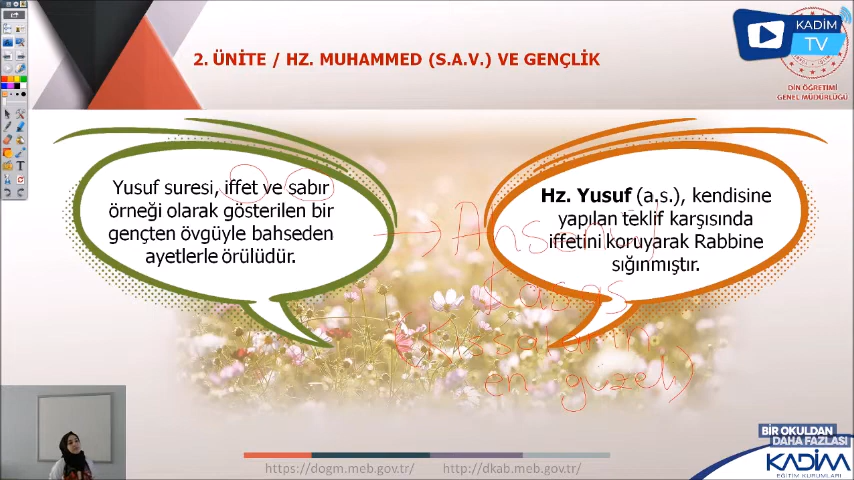 2. ÜNİTE / HZ. MUHAMMED (S.A.V.) VE GENÇLİK
KADİM
TV
DİN ÖĞRETİMİ
GENEL MÜDÜRLÜĞÜ
Yusuf suresi, iffet ve sabır
örneği olarak gösterilen bir
gençten övgüyle bahseden
ayetlerle örülüdür.
Hz. Yusuf (a.s.), kendisine
yapılan teklif karşısında
iffetini koruyarak Rabbine
sığınmıştır.
Ahsenul
Kasas
(Kıssaların
en güzeli)
BİR OKULDAN
DAHA FAZLASI
KADİM
EĞİTİM KURUMLARI
https://dogm.meb.gov.tr/ http://dkab.meb.gov.tr/